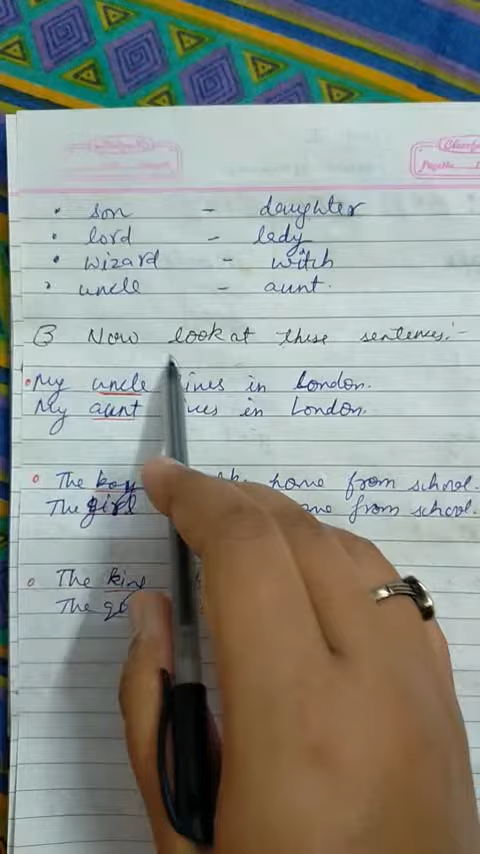 • son - daughter
• lord - lady
• wizard - witch
• uncle - aunt.
B Now look at these sentences:-
• My uncle lives in London.
My aunt lives in London.
• The boy home from school.
The girl from school.
• The king
The